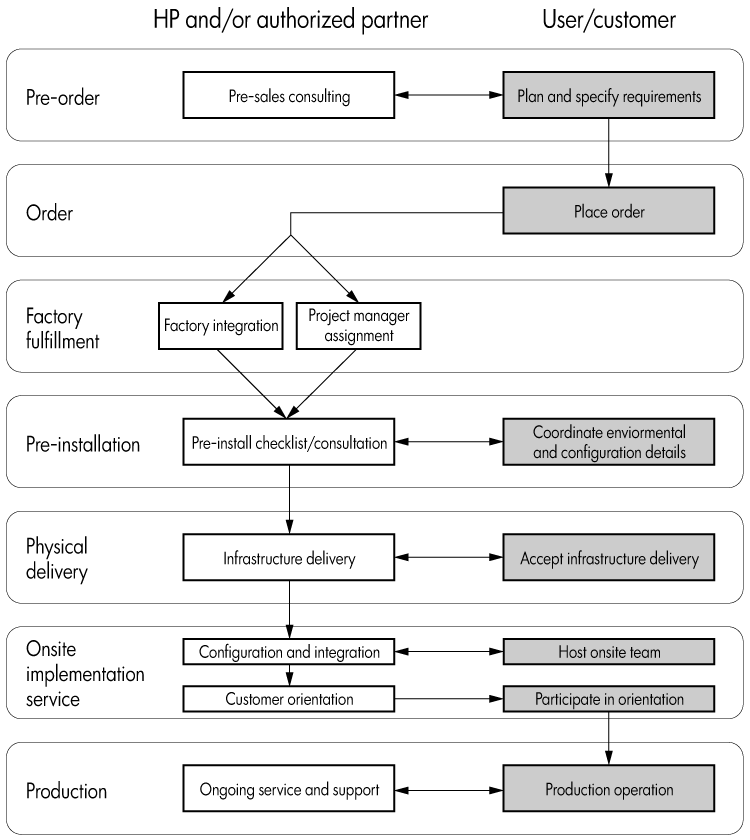 HP and/or authorized partner
User/customer
Pre-order
Pre-sales consulting
Plan and specify requirements
Order
Place order
Factory
fulfillment
Factory integration
Project manager
assignment
Pre-installation
Pre-install checklist/consultation
Coordinate enviormental
and configuration details
Physical
delivery
Infrastructure delivery
Accept infrastructure delivery
Onsite
implementation
service
Configuration and integration
Host onsite team
Customer orientation
Participate in orientation
Production
Ongoing service and support
Production operation